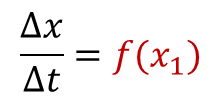 Δx/Δt = f(x₁)